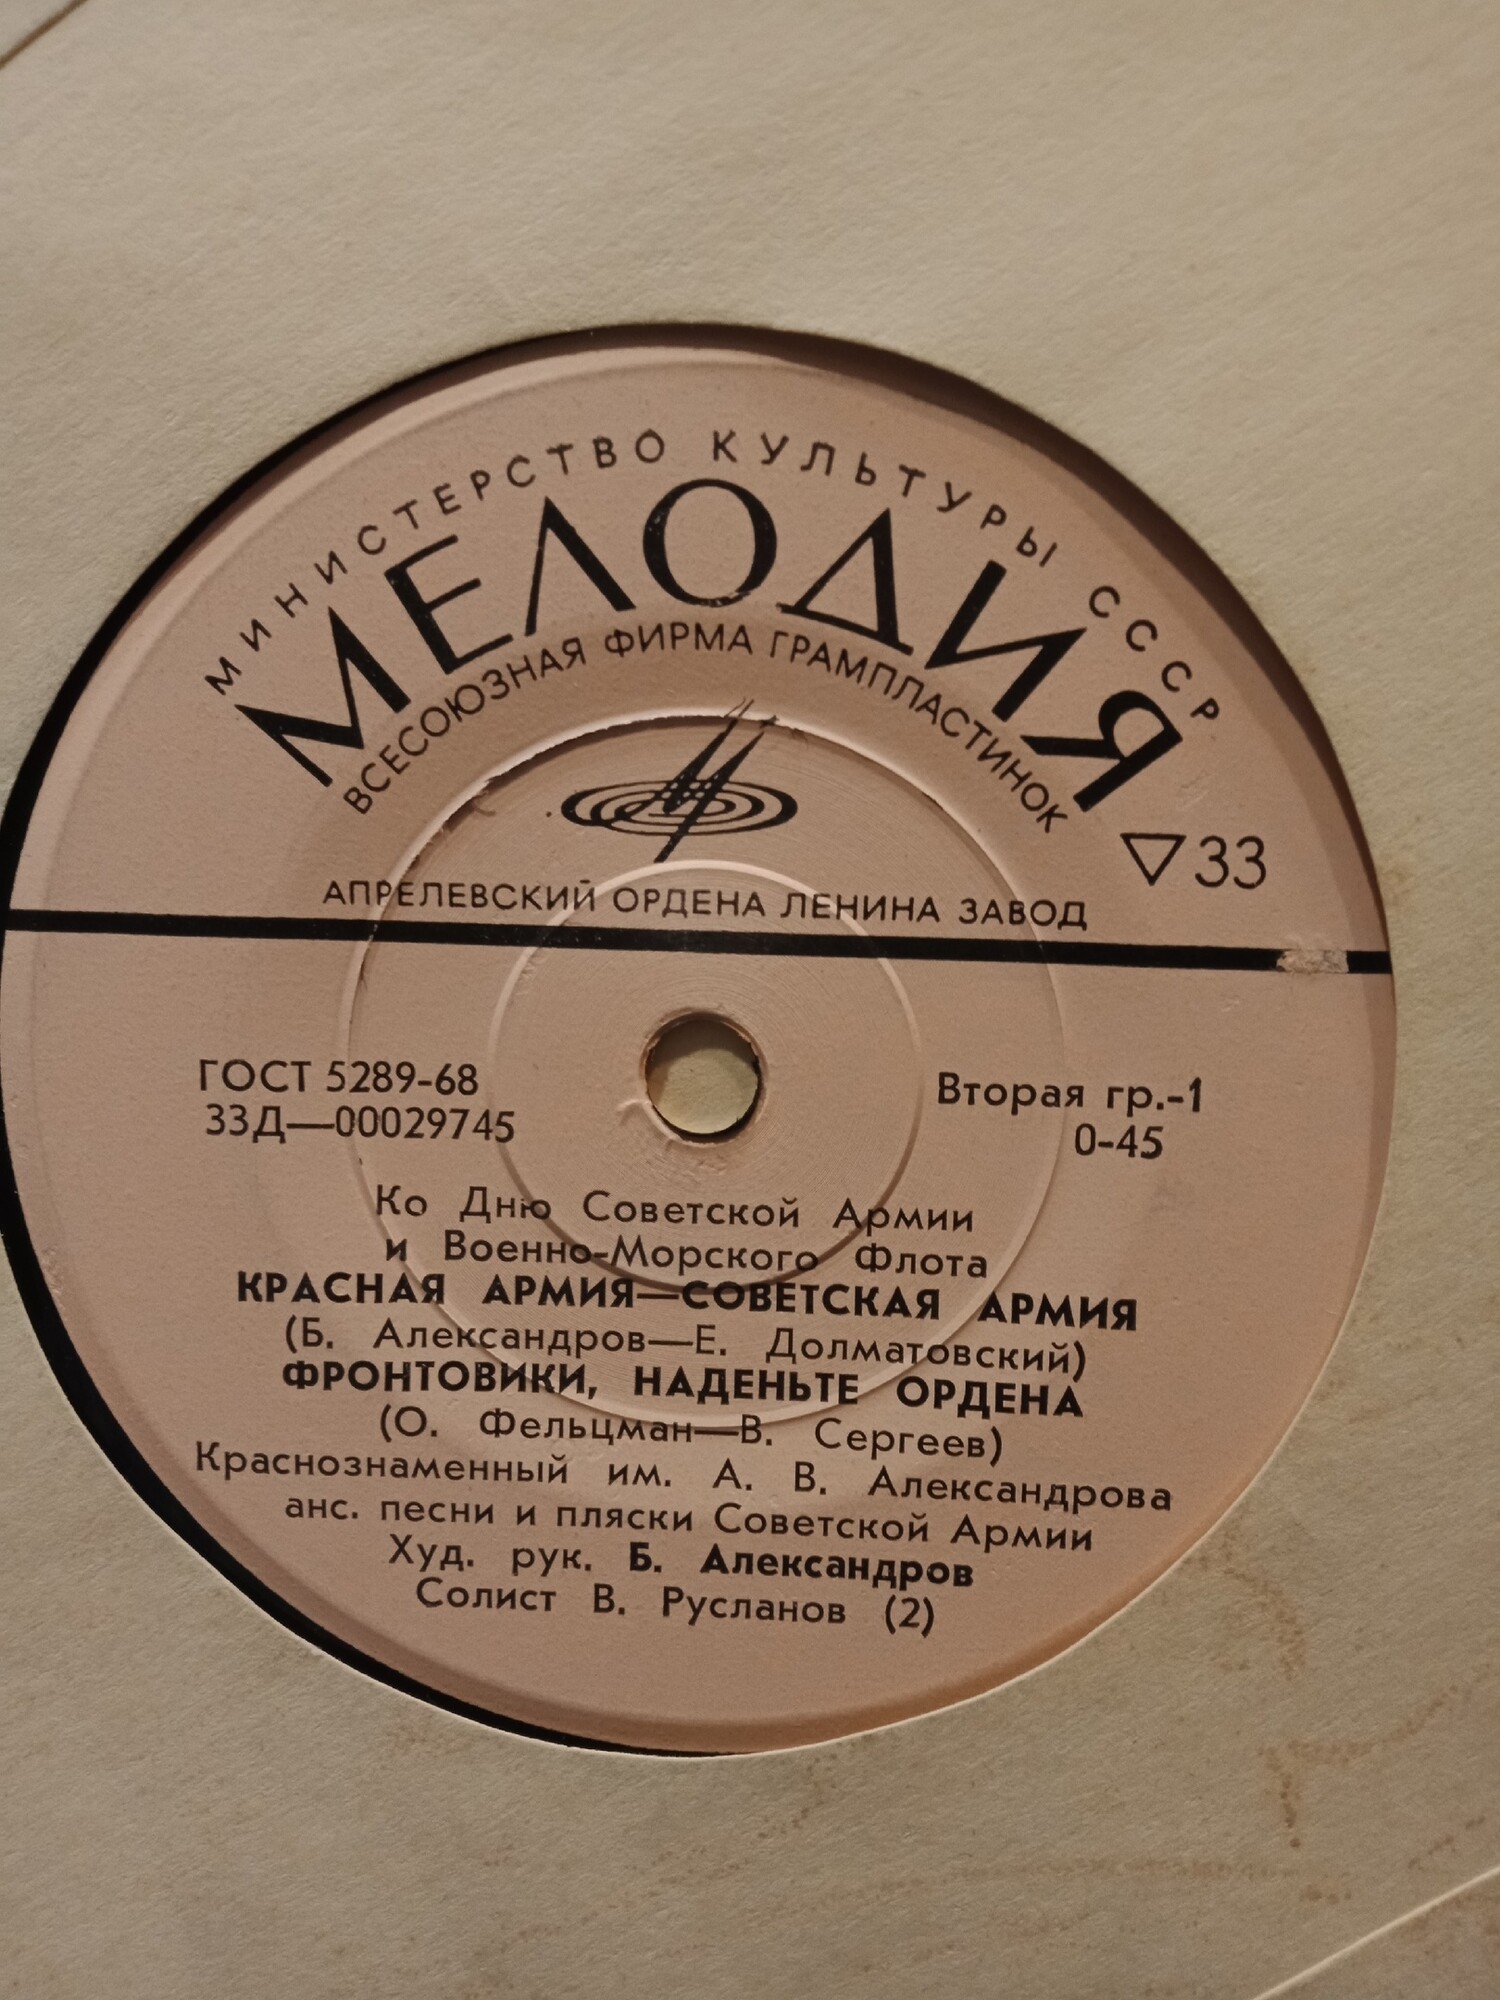 МИНИСТЕРСТВО КУЛЬТУРЫ СССР
МЕЛОДИЯ
ВСЕСОЮЗНАЯ ФИРМА ГРАМПЛАСТИНОК
33
АПРЕЛЕВСКИЙ ОРДЕНА ЛЕНИНА ЗАВОД
ГОСТ 5289-68
33Д—00029745
Вторая гр.-1
0-45
Ко Дню Советской Армии
и Военно-Морского Флота
КРАСНАЯ АРМИЯ—СОВЕТСКАЯ АРМИЯ
(Б. Александров—Е. Долматовский)
ФРОНТОВИКИ, НАДЕНЬТЕ ОРДЕНА
(О. Фельцман—В. Сергеев)
Краснознаменный им. А. В. Александрова
анс. песни и пляски Советской Армии
Худ. рук. Б. Александров
Солист В. Русланов (2)